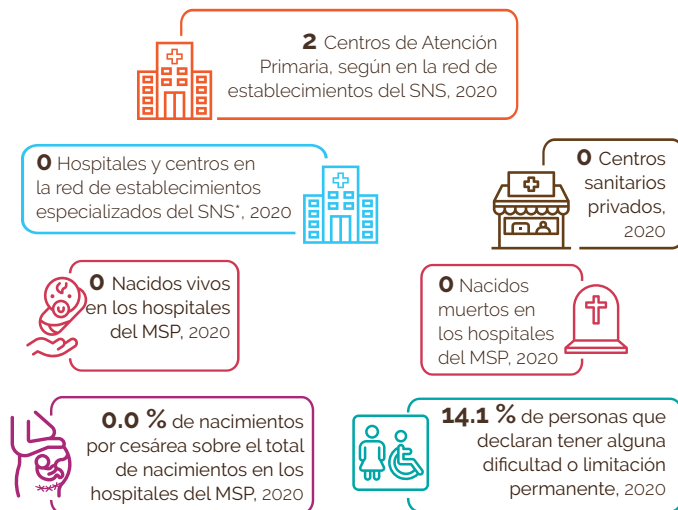 2 Centros de Atención
Primaria, según en la red de
establecimientos del SNS, 2020
0 Hospitales y centros en
la red de establecimientos
especializados del SNS*, 2020
0 Centros
sanitarios
privados,
2020
0 Nacidos vivos
en los hospitales
del MSP, 2020
0 Nacidos
muertos en
los hospitales
del MSP, 2020
0.0 % de nacimientos
por cesárea sobre el total
de nacimientos en los
hospitales del MSP, 2020
14.1 % de personas que
declaran tener alguna
dificultad o limitación
permanente, 2020